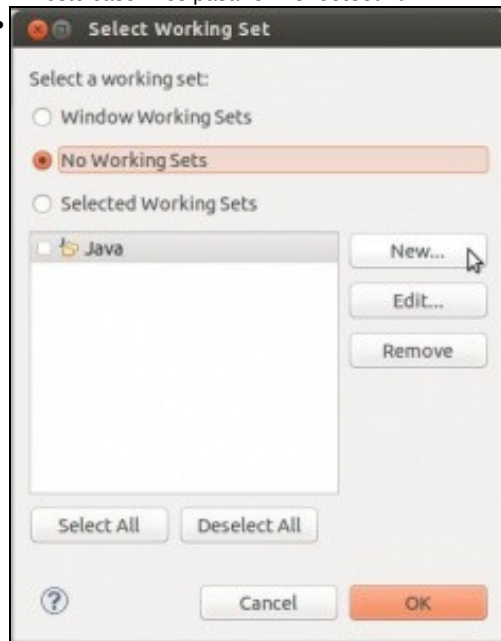 Select Working Set
Select a working set:
Window Working Sets
No Working Sets
Selected Working Sets
Java
New...
Edit...
Remove
Select All
Deselect All
?
Cancel
OK